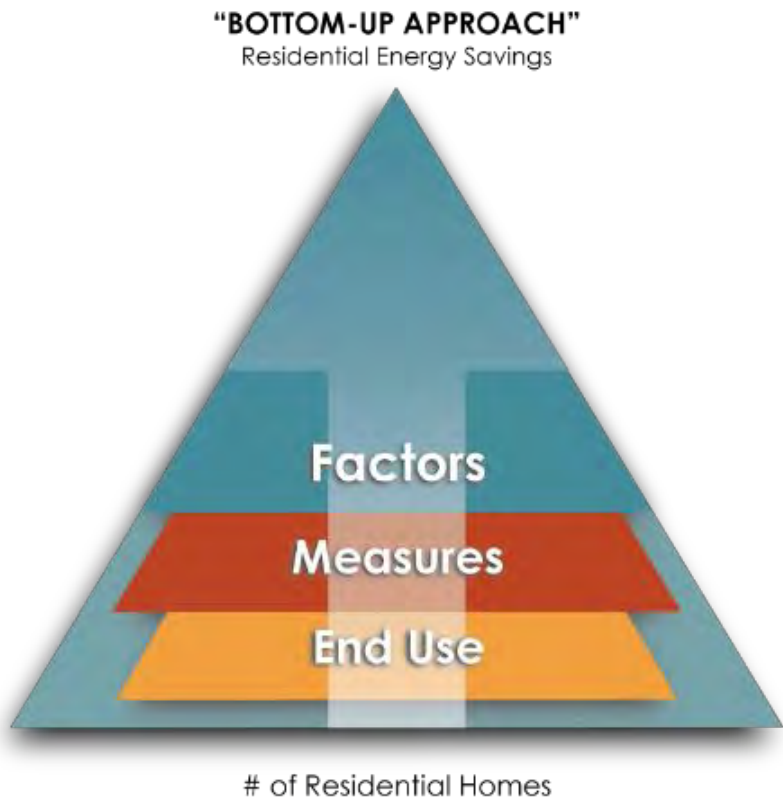 “BOTTOM-UP APPROACH”
Residential Energy Savings
Factors
Measures
End Use
# of Residential Homes